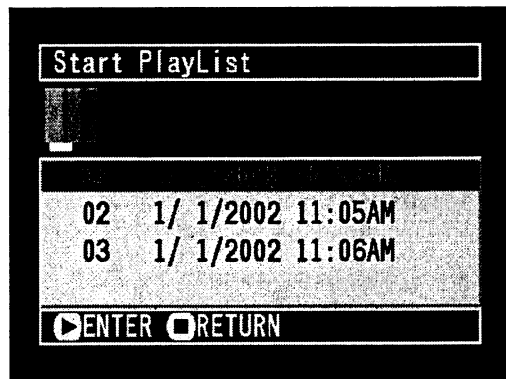 Start PlayList
02 1/ 1/2002 11:05AM
03 1/ 1/2002 11:06AM
ENTER RETURN